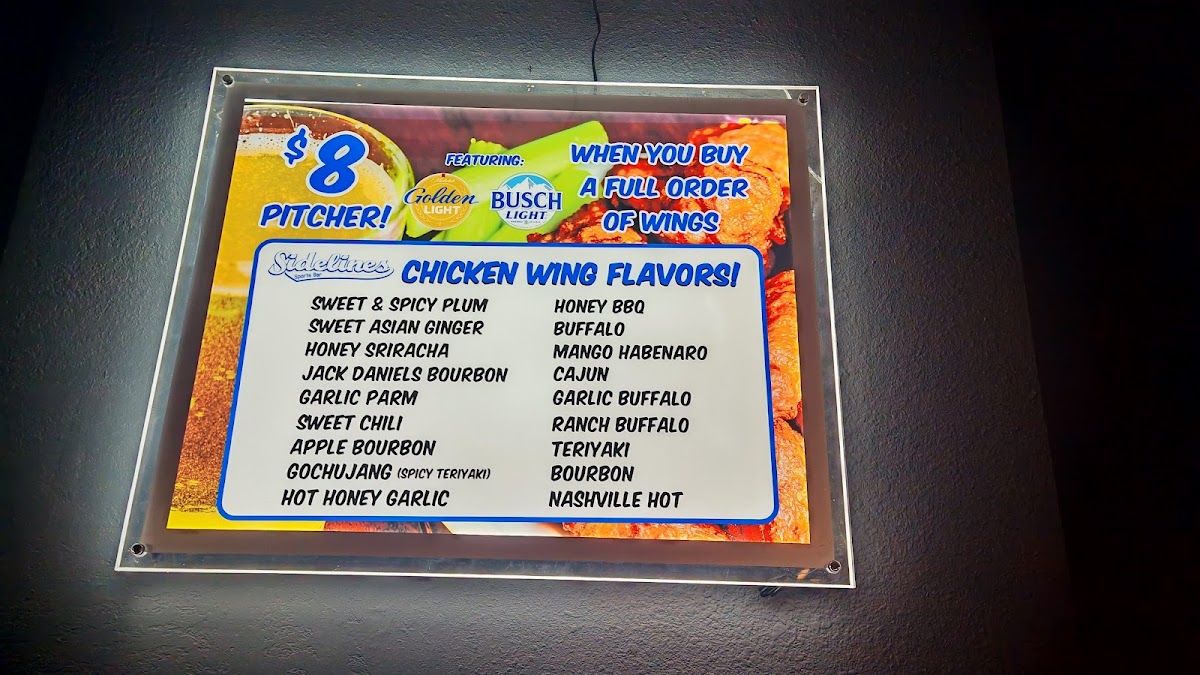 $8
PITCHER!
FEATURING:
Golden
LIGHT
BUSCH
LIGHT
WHEN YOU BUY
A FULL ORDER
OF WINGS
Sidelines
Sports Bar
CHICKEN WING FLAVORS!
SWEET & SPICY PLUM
SWEET ASIAN GINGER
HONEY SRIRACHA
JACK DANIELS BOURBON
GARLIC PARM
SWEET CHILI
APPLE BOURBON
GOCHUJANG (SPICY TERIYAKI)
HOT HONEY GARLIC
HONEY BBQ
BUFFALO
MANGO HABENARO
CAJUN
GARLIC BUFFALO
RANCH BUFFALO
TERIYAKI
BOURBON
NASHVILLE HOT